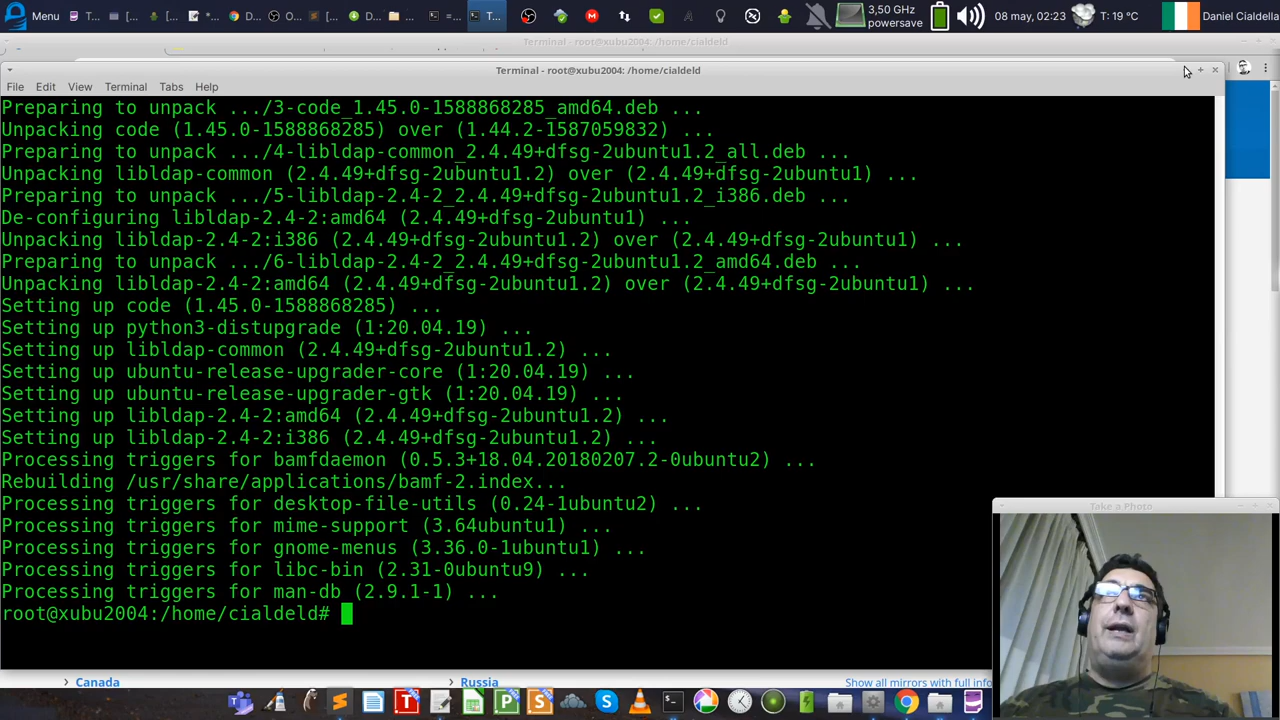 Menu
T...
D...
O...
D...
=...
T...
3,50 GHz
powersave
08 may, 02:23
T: 19 °C
Daniel Cialdella
Terminal - root@xubu2004: /home/cialdeld
Terminal - root@xubu2004: /home/cialdeld
File Edit View Terminal Tabs Help
Preparing to unpack .../3-code_1.45.0-1588868285_amd64.deb ...
Unpacking code (1.45.0-1588868285) over (1.44.2-1587059832) ...
Preparing to unpack .../4-libldap-common_2.4.49+dfsg-2ubuntu1.2_all.deb ...
Unpacking libldap-common (2.4.49+dfsg-2ubuntu1.2) over (2.4.49+dfsg-2ubuntu1) ...
Preparing to unpack .../5-libldap-2.4-2_2.4.49+dfsg-2ubuntu1.2_i386.deb ...
De-configuring libldap-2.4-2:amd64 (2.4.49+dfsg-2ubuntu1) ...
Unpacking libldap-2.4-2:i386 (2.4.49+dfsg-2ubuntu1.2) over (2.4.49+dfsg-2ubuntu1) ...
Preparing to unpack .../6-libldap-2.4-2_2.4.49+dfsg-2ubuntu1.2_amd64.deb ...
Unpacking libldap-2.4-2:amd64 (2.4.49+dfsg-2ubuntu1.2) over (2.4.49+dfsg-2ubuntu1) ...
Setting up code (1.45.0-1588868285) ...
Setting up python3-distupgrade (1:20.04.19) ...
Setting up libldap-common (2.4.49+dfsg-2ubuntu1.2) ...
Setting up ubuntu-release-upgrader-core (1:20.04.19) ...
Setting up ubuntu-release-upgrader-gtk (1:20.04.19) ...
Setting up libldap-2.4-2:amd64 (2.4.49+dfsg-2ubuntu1.2) ...
Setting up libldap-2.4-2:i386 (2.4.49+dfsg-2ubuntu1.2) ...
Processing triggers for bamfdaemon (0.5.3+18.04.20180207.2-0ubuntu2) ...
Rebuilding /usr/share/applications/bamf-2.index...
Processing triggers for desktop-file-utils (0.24-1ubuntu2) ...
Processing triggers for mime-support (3.64ubuntu1) ...
Processing triggers for gnome-menus (3.36.0-1ubuntu1) ...
Processing triggers for libc-bin (2.31-0ubuntu9) ...
Processing triggers for man-db (2.9.1-1) ...
root@xubu2004:/home/cialdeld#
Take a Photo
Canada
Russia
Show all mirrors with full info